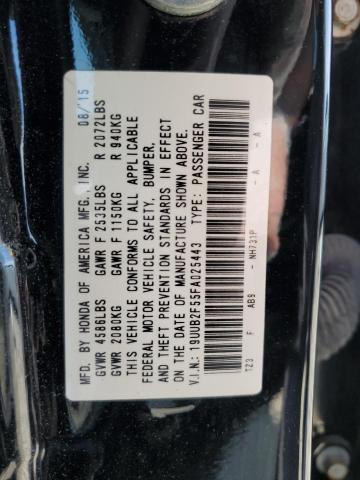 MFD. BY HONDA OF AMERICA MFG., INC. 08/15
GVWR 4586LBS GAWR F 2535LBS R 2072LBS
GVWR 2080KG GAWR F 1150KG R 940KG
THIS VEHICLE CONFORMS TO ALL APPLICABLE
FEDERAL MOTOR VEHICLE SAFETY, BUMPER,
AND THEFT PREVENTION STANDARDS IN EFFECT
ON THE DATE OF MANUFACTURE SHOWN ABOVE.
V.I.N.: 19UUB2F55FA025443 TYPE: PASSENGER CAR
TZ3 F AB9 - NH731P A - A - A